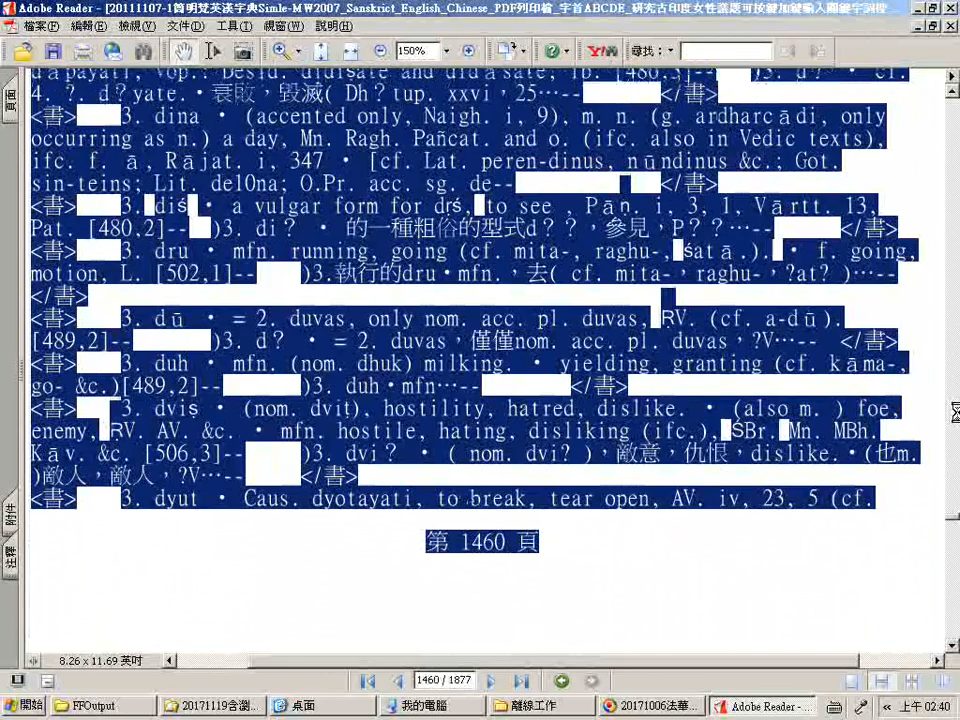 Adobe Reader - [20111107-1簡明梵英漢字典Simle-MW2007_Sanskrict_English_Chinese_PDF列印檔_字首ABCDE_研究古印度女性議題可按滑鼠鍵輸入關鍵字詞搜
檔案(F) 編輯(E) 檢視(V) 文件(D) 工具(T) 視窗(W) 說明(H)
150% Y! 尋找：
頁面
附件
注釋
dāpayati, Vop.: Desid. didīṣate and didāsate, ib. [480,3]-- )3. d? • cf.
4. ?. d?yate.•衰敗，毀滅( Dh?tup. xxvi，25…-- </書>
<書> 3. dina • (accented only, Naigh. i, 9), m. n. (g. ardharcādi, only
occurring as n.) a day, Mn. Ragh. Pañcat. and o. (ifc. also in Vedic texts),
ifc. f. ā, Rājat. i, 347 • [cf. Lat. peren-dinus, nūndinus &c.; Got.
sin-teins; Lit. del0na; O.Pr. acc. sg. de-- </書>
<書> 3. diś • a vulgar form for dṛś, to see , Pāṇ. i, 3, 1, Vārtt. 13,
Pat. [480,2]-- )3. di? • 的一種粗俗的型式d??，參見，P??…-- </書>
<書> 3. dru • mfn. running, going (cf. mita-, raghu-, śatā.). • f. going,
motion, L. [502,1]-- )3.執行的dru•mfn.，去( cf. mita-，raghu-，?at? )…--
</書>
<書> 3. dū • = 2. duvas, only nom. acc. pl. duvas, RV. (cf. a-dū).
[489,2]-- )3. d? • = 2. duvas，僅僅nom. acc. pl. duvas，?V…-- </書>
<書> 3. duh • mfn. (nom. dhuk) milking. • yielding, granting (cf. kāma-,
go- &c.)[489,2]-- )3. duh•mfn…-- </書>
<書> 3. dviṣ • (nom. dviṭ), hostility, hatred, dislike. • (also m. ) foe,
enemy, RV. AV. &c. • mfn. hostile, hating, disliking (ifc.), ŚBr. Mn. MBh.
Kāv. &c. [506,3]-- )3. dvi? • ( nom. dvi? )，敵意，仇恨，dislike.•(也m.
)敵人，敵人，?V…-- </書>
<書> 3. dyut • Caus. dyotayati, to break, tear open, AV. iv, 23, 5 (cf.
第 1460 頁
8.26 x 11.69 英吋
1460 / 1877
開始 FFOutput 20171119含瀏... 桌面 我的電腦 離線工作 20171006法華... Adobe Reader - ... 上午 02:40